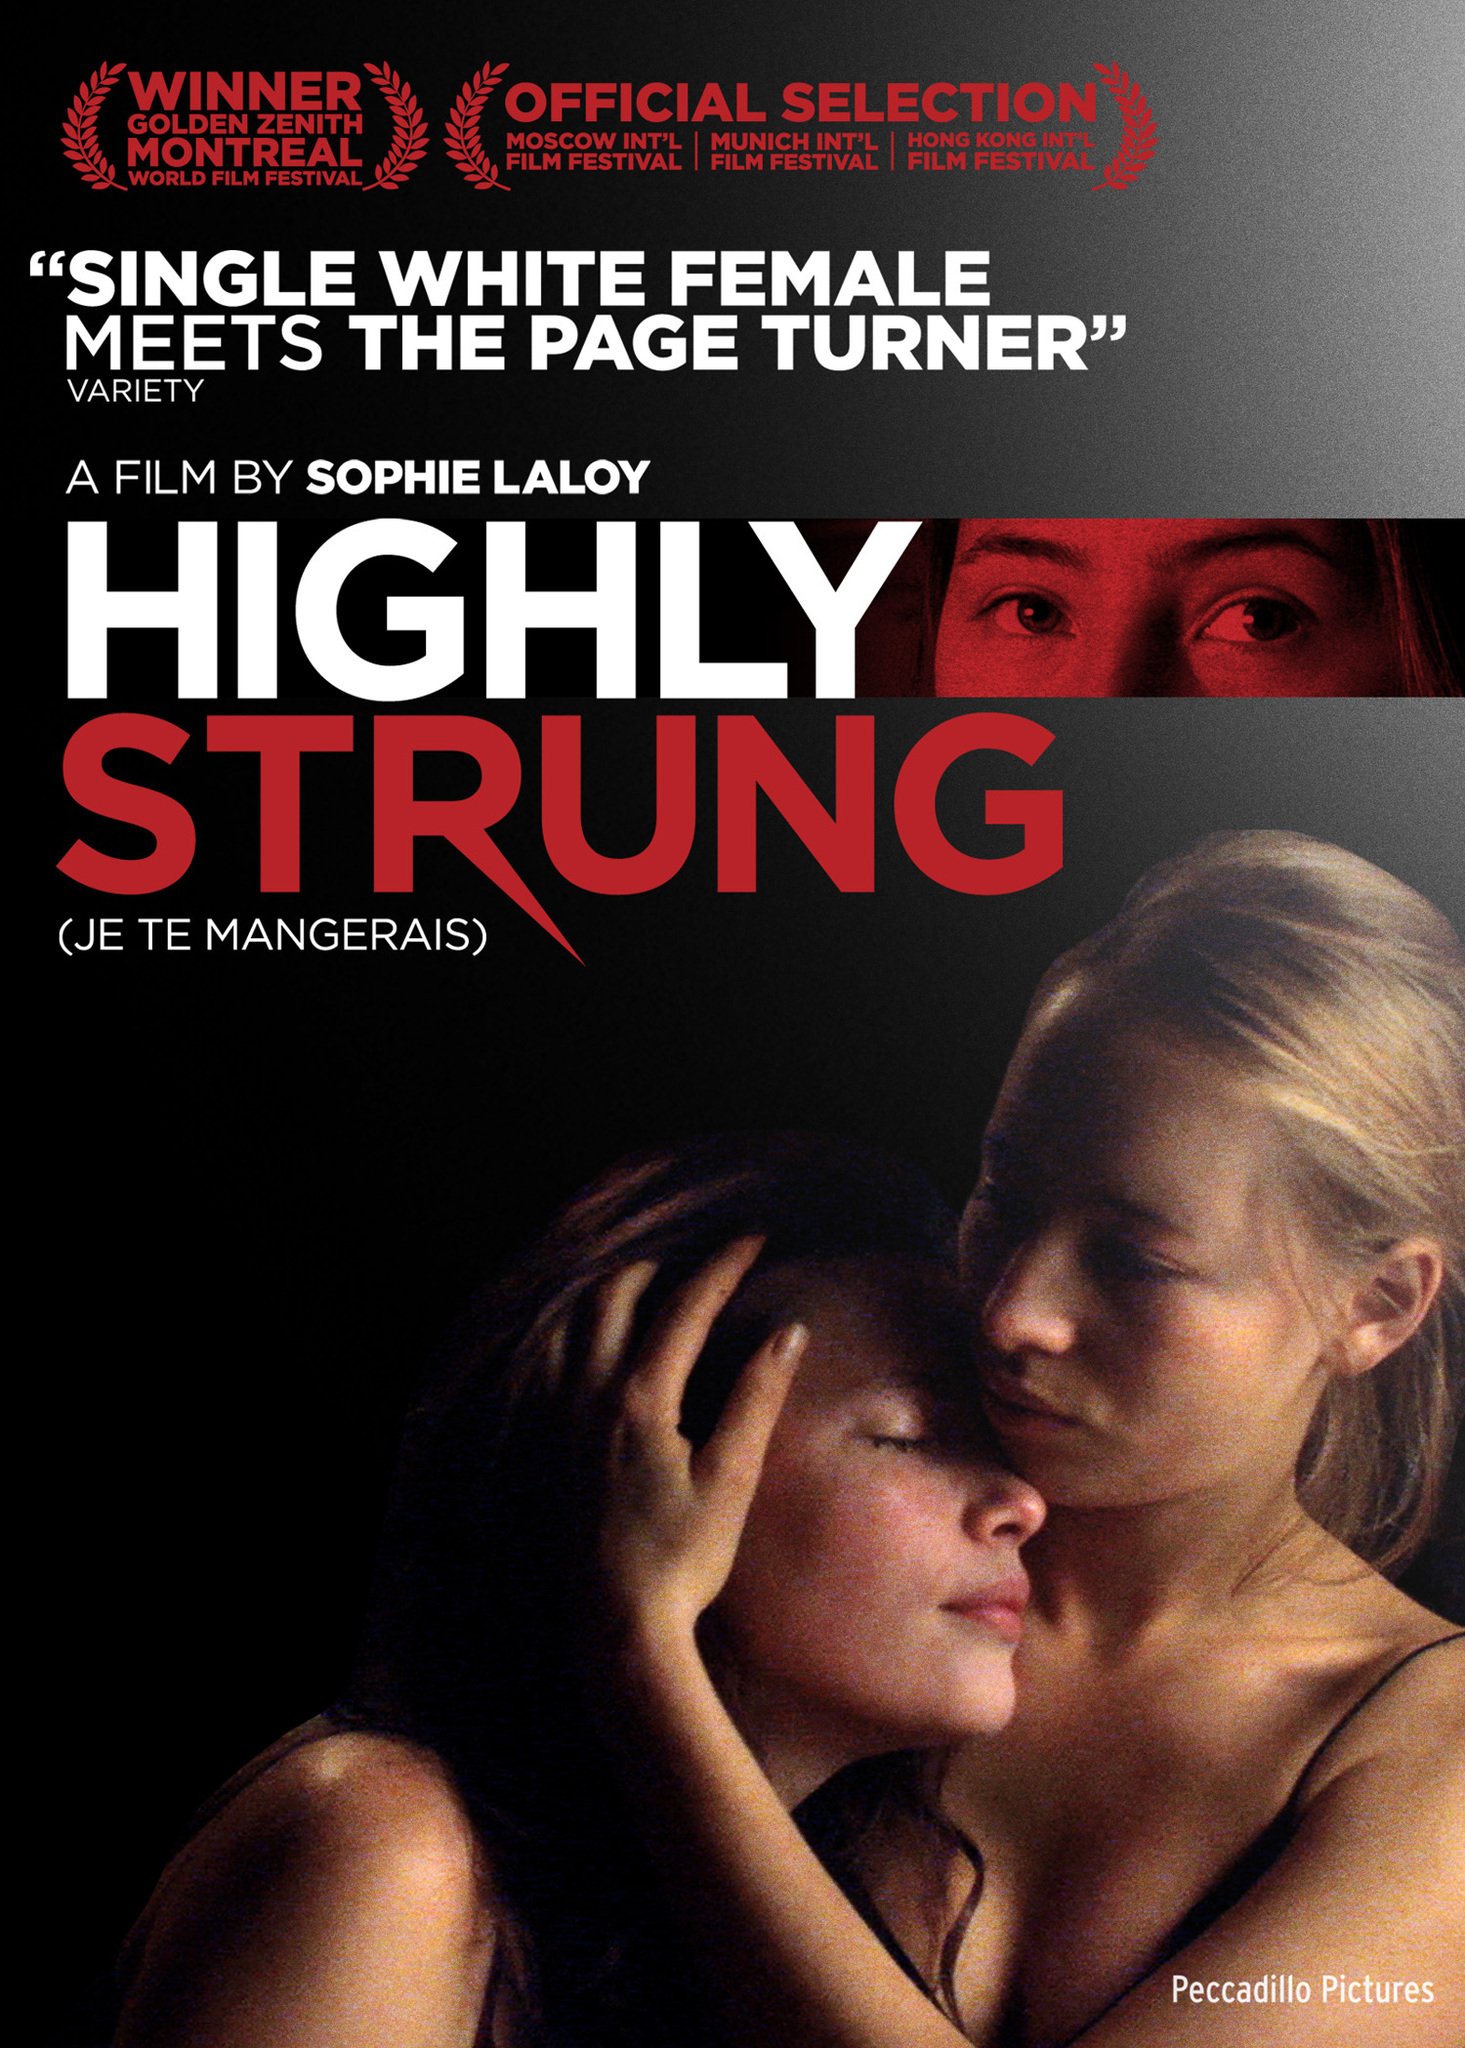 WINNER
GOLDEN ZENITH
MONTREAL
WORLD FILM FESTIVAL
OFFICIAL SELECTION
MOSCOW INT'L
FILM FESTIVAL
MUNICH INT'L
FILM FESTIVAL
HONG KONG INT'L
FILM FESTIVAL
“SINGLE WHITE FEMALE
MEETS THE PAGE TURNER”
VARIETY
A FILM BY SOPHIE LALOY
HIGHLY
STRUNG
(JE TE MANGERAIS)
Peccadillo Pictures